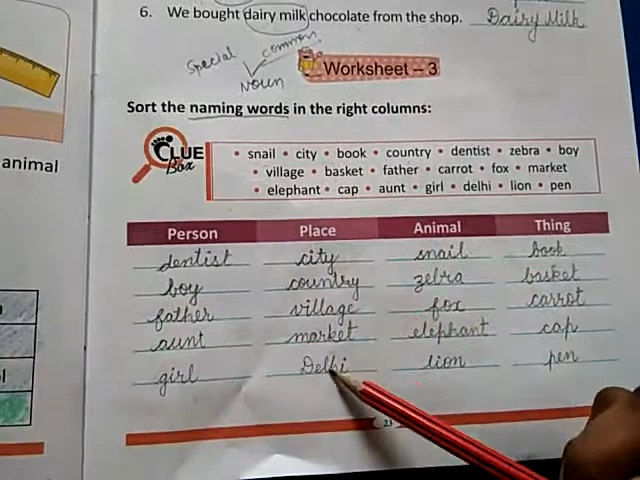 6. We bought dairy milk chocolate from the shop. Dairy Milk
Special common
Noun
Worksheet – 3
Sort the naming words in the right columns:
animal
CLUE Box
• snail • city • book • country • dentist • zebra • boy
• village • basket • father • carrot • fox • market
• elephant • cap • aunt • girl • delhi • lion • pen
Person Place Animal Thing
dentist city snail book
boy country zebra basket
father village fox carrot
aunt market elephant cap
girl Delhi lion pen
23